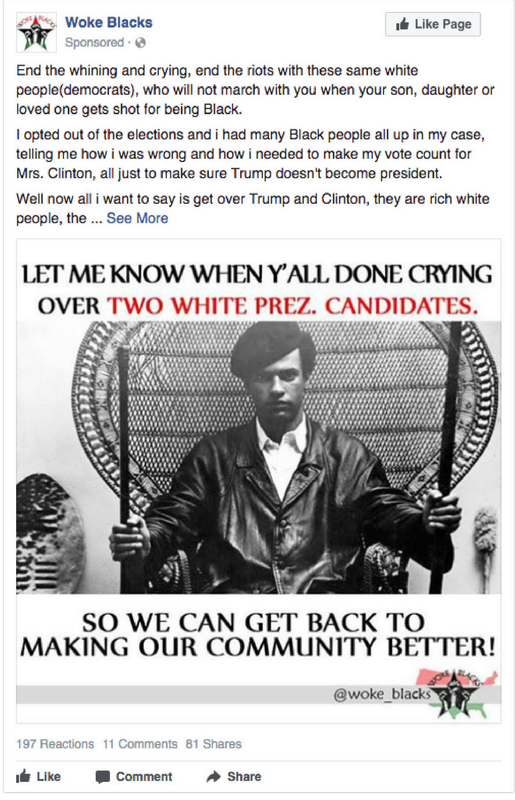 Woke Blacks
Like Page
Sponsored ·
End the whining and crying, end the riots with these same white
people(democrats), who will not march with you when your son, daughter or
loved one gets shot for being Black.
I opted out of the elections and i had many Black people all up in my case,
telling me how i was wrong and how i needed to make my vote count for
Mrs. Clinton, all just to make sure Trump doesn't become president.
Well now all i want to say is get over Trump and Clinton, they are rich white
people, the ... See More
LET ME KNOW WHEN Y'ALL DONE CRYING
OVER TWO WHITE PREZ. CANDIDATES.
SO WE CAN GET BACK TO
MAKING OUR COMMUNITY BETTER!
WOKE BLACKS
@woke_blacks
197 Reactions 11 Comments 81 Shares
Like Comment Share